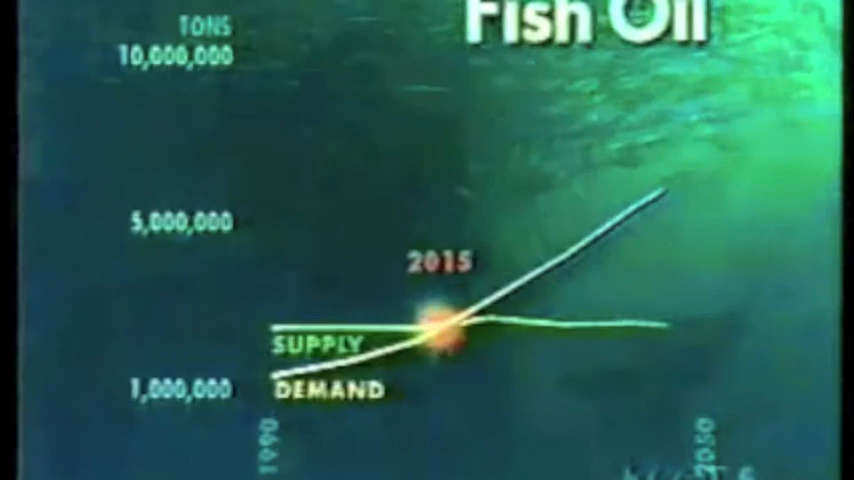 Fish Oil
TONS
10,000,000
5,000,000
2015
SUPPLY
DEMAND
1,000,000
1990
2050